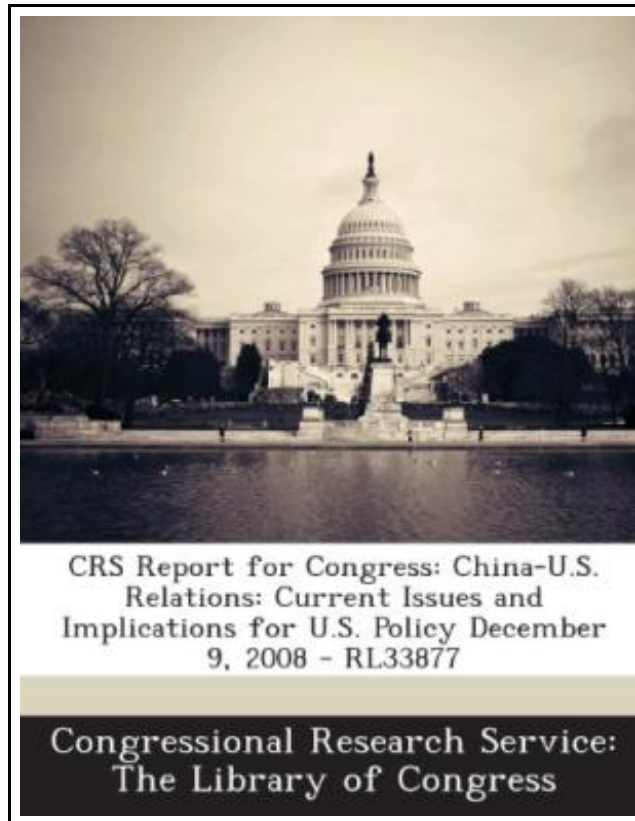 CRS Report for Congress: China-U.S.
Relations: Current Issues and
Implications for U.S. Policy December
9, 2008 - RL33877
Congressional Research Service:
The Library of Congress